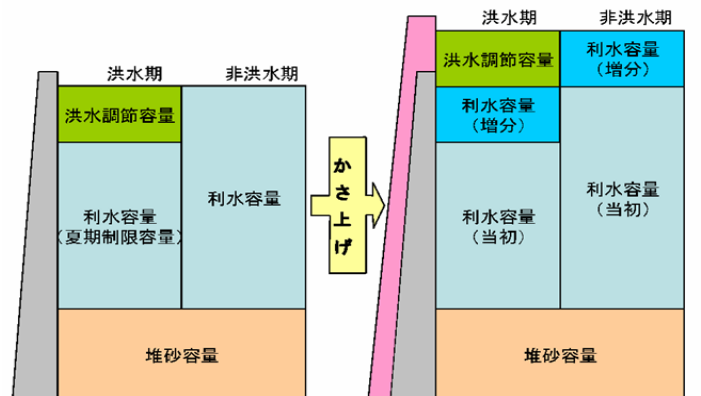 洪水期
非洪水期
洪水調節容量
利水容量
(夏期制限容量)
利水容量
堆砂容量
かさ上げ
洪水期
非洪水期
洪水調節容量
利水容量
(増分)
利水容量
(増分)
利水容量
(当初)
利水容量
(当初)
堆砂容量